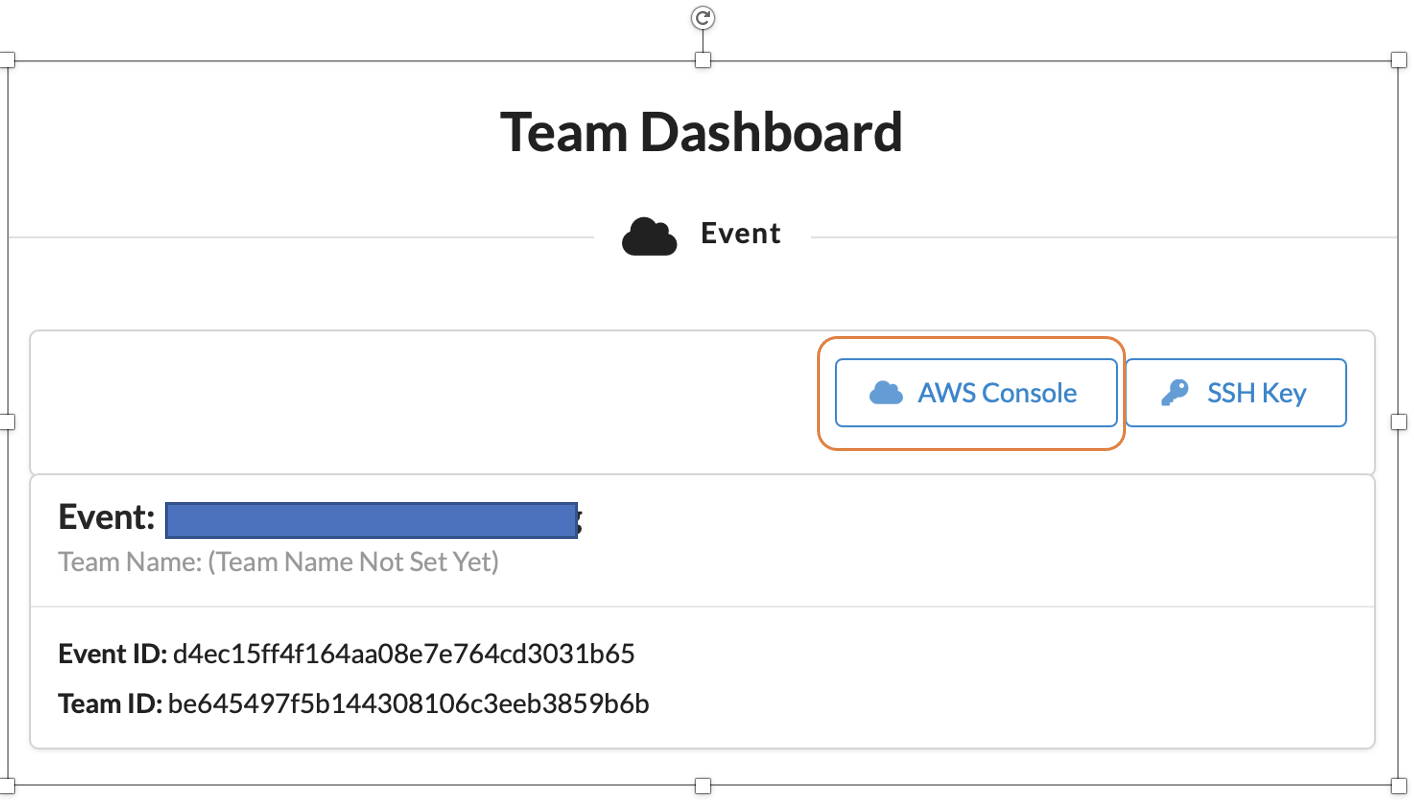 Team Dashboard
Event
AWS Console SSH Key
Event:
Team Name: (Team Name Not Set Yet)
Event ID: d4ec15ff4f164aa08e7e764cd3031b65
Team ID: be645497f5b144308106c3eeb3859b6b